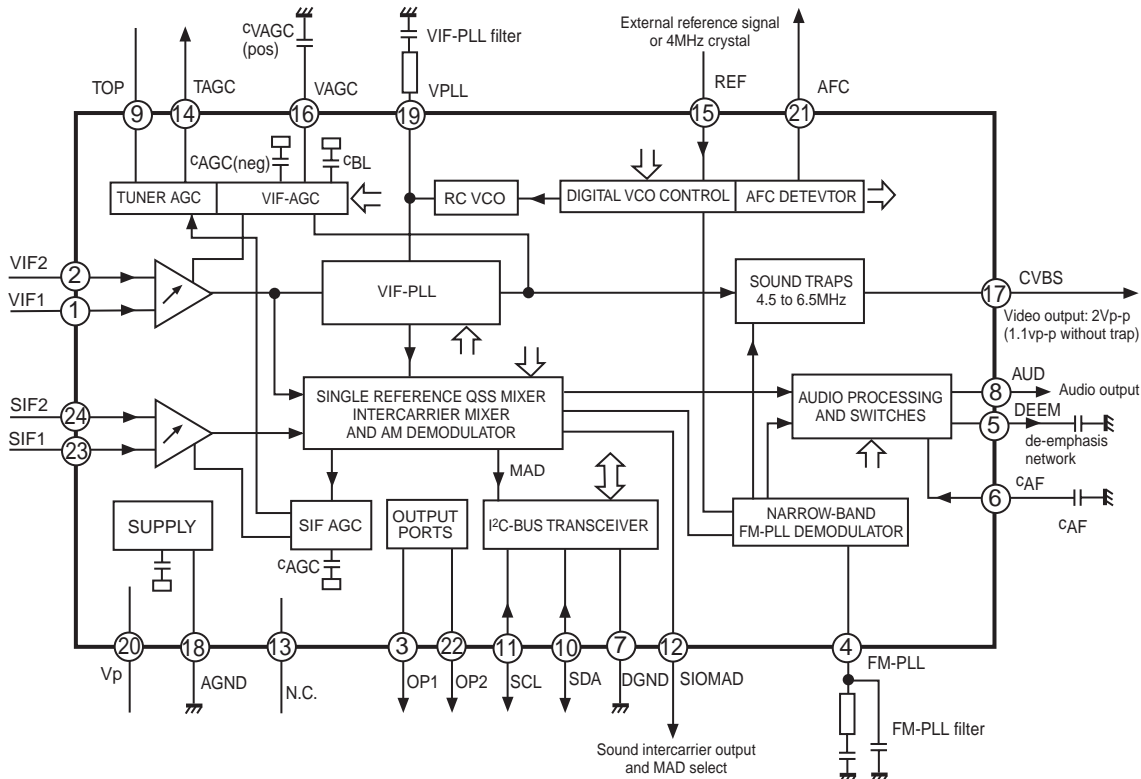 External reference signal
or 4MHz crystal
cVAGC
(pos)
VIF-PLL filter
TOP
TAGC
VAGC
VPLL
REF
AFC
9
14
16
19
15
21
cAGC(neg)
cBL
TUNER AGC
VIF-AGC
RC VCO
DIGITAL VCO CONTROL
AFC DETEVTOR
VIF2
2
VIF1
1
VIF-PLL
SOUND TRAPS
4.5 to 6.5MHz
17
CVBS
Video output: 2Vp-p
(1.1vp-p without trap)
SIF2
24
SIF1
23
SINGLE REFERENCE QSS MIXER
INTERCARRIER MIXER
AND AM DEMODULATOR
AUDIO PROCESSING
AND SWITCHES
8
AUD
Audio output
5
DEEM
de-emphasis
network
6
cAF
cAF
MAD
SUPPLY
SIF AGC
cAGC
OUTPUT
PORTS
I²C-BUS TRANSCEIVER
NARROW-BAND
FM-PLL DEMODULATOR
20
18
13
3
22
11
10
7
12
4
Vp
AGND
N.C.
OP1
OP2
SCL
SDA
DGND
SIOMAD
FM-PLL
FM-PLL filter
Sound intercarrier output
and MAD select